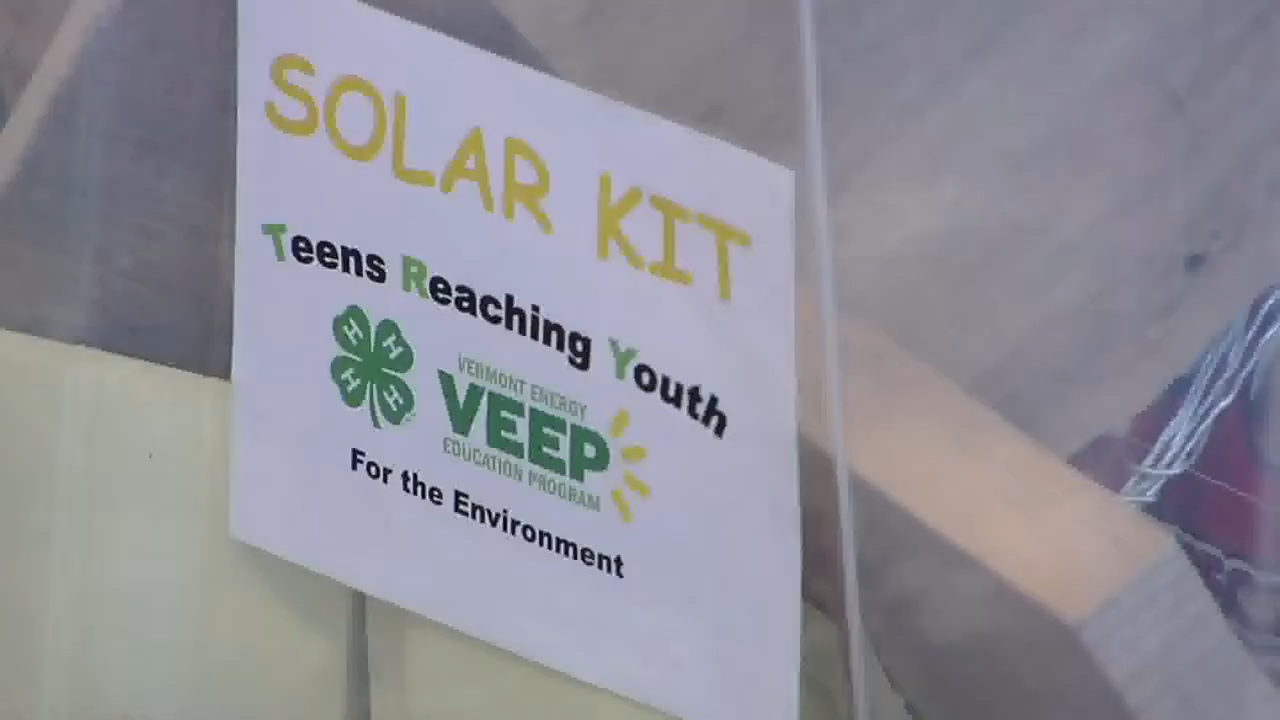 SOLAR KIT
Teens Reaching Youth
H H
H H
VERMONT ENERGY
VEEP
EDUCATION PROGRAM
For the Environment